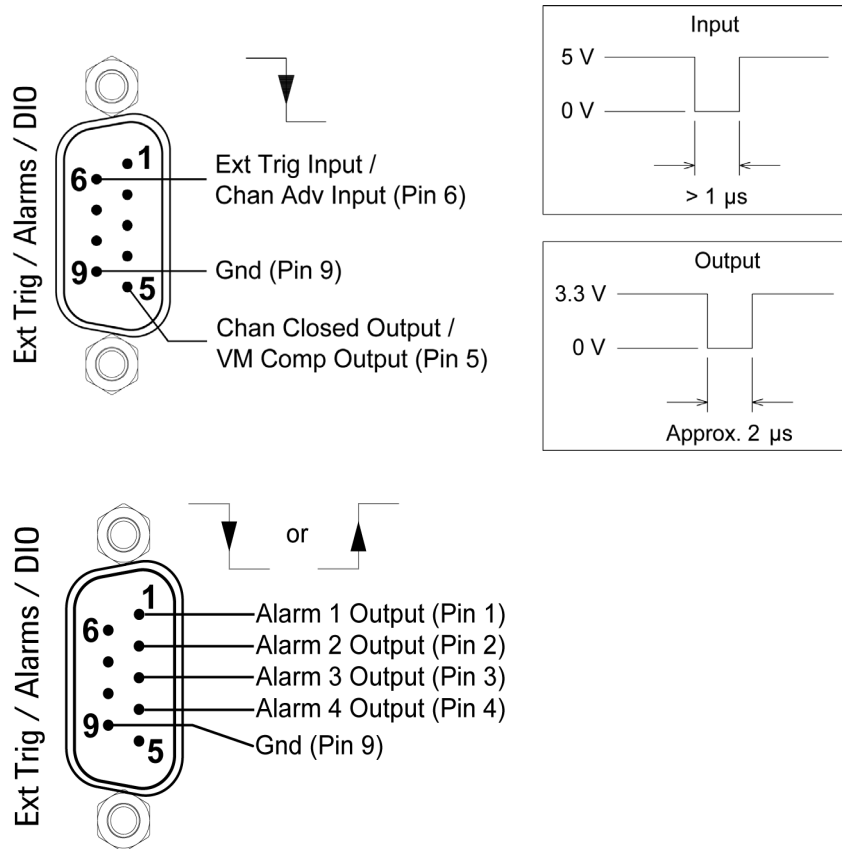 Ext Trig / Alarms / DIO
1
6
9
5
Ext Trig Input /
Chan Adv Input (Pin 6)
Gnd (Pin 9)
Chan Closed Output /
VM Comp Output (Pin 5)
Input
5 V
0 V
> 1 µs
Output
3.3 V
0 V
Approx. 2 µs
Ext Trig / Alarms / DIO
or
1
6
9
5
Alarm 1 Output (Pin 1)
Alarm 2 Output (Pin 2)
Alarm 3 Output (Pin 3)
Alarm 4 Output (Pin 4)
Gnd (Pin 9)